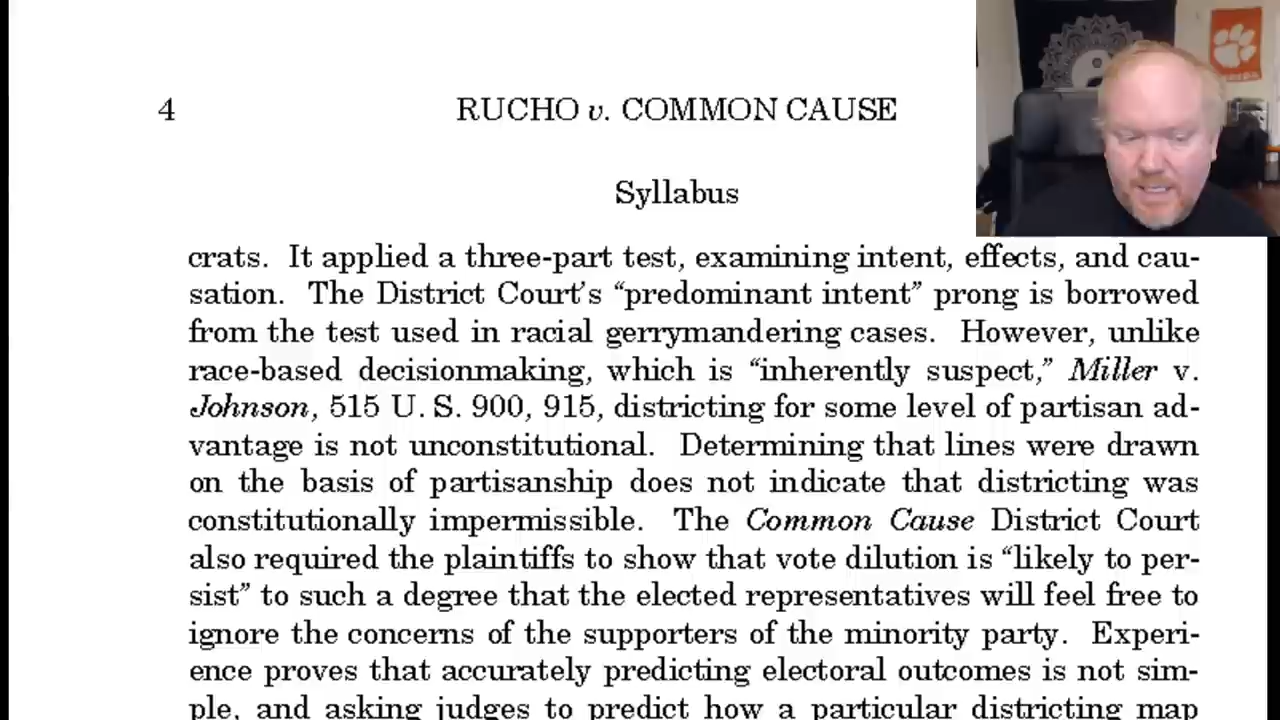 4
RUCHO v. COMMON CAUSE
Syllabus
crats. It applied a three-part test, examining intent, effects, and cau-
sation. The District Court's “predominant intent” prong is borrowed
from the test used in racial gerrymandering cases. However, unlike
race-based decisionmaking, which is “inherently suspect,” Miller v.
Johnson, 515 U. S. 900, 915, districting for some level of partisan ad-
vantage is not unconstitutional. Determining that lines were drawn
on the basis of partisanship does not indicate that districting was
constitutionally impermissible. The Common Cause District Court
also required the plaintiffs to show that vote dilution is “likely to per-
sist” to such a degree that the elected representatives will feel free to
ignore the concerns of the supporters of the minority party. Experi-
ence proves that accurately predicting electoral outcomes is not sim-
ple, and asking judges to predict how a particular districting map